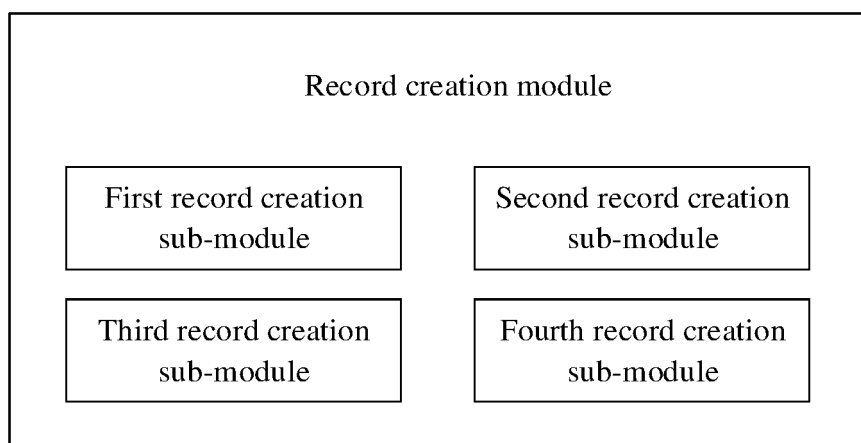 Record creation module
First record creation
sub-module
Second record creation
sub-module
Third record creation
sub-module
Fourth record creation
sub-module